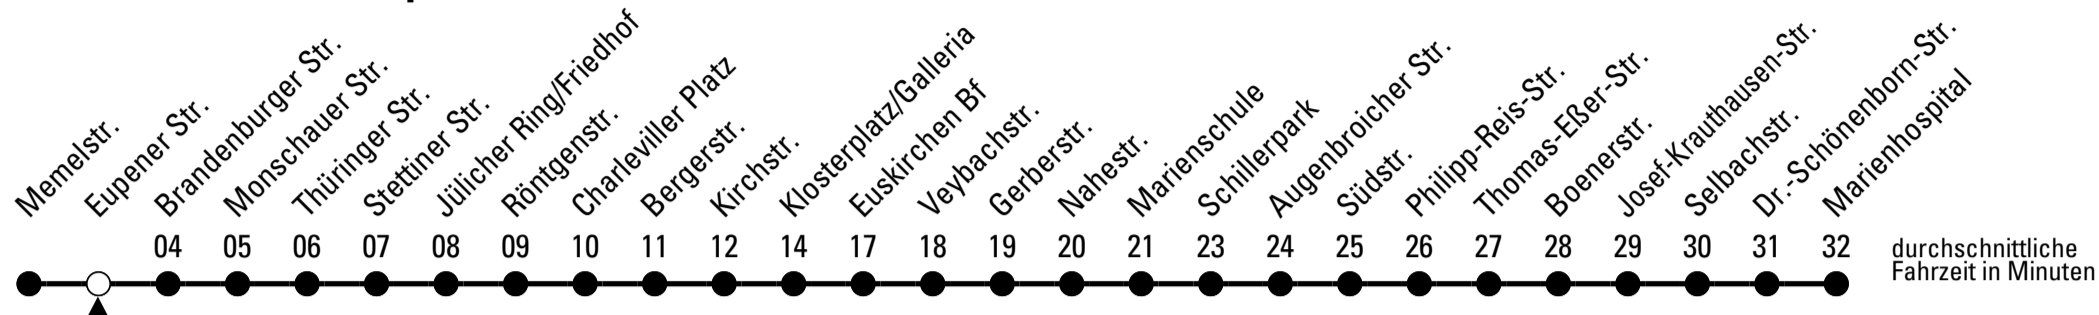 Memelstr.
Eupener Str.
Brandenburger Str.
Monschauer Str.
Thüringer Str.
Stettiner Str.
Jülicher Ring/Friedhof
Röntgenstr.
Charleviller Platz
Bergerstr.
Kirchstr.
Klosterplatz/Galleria
Euskirchen Bf
Veybachstr.
Gerberstr.
Nahestr.
Marienschule
Schillerpark
Augenbroicher Str.
Südstr.
Philipp-Reis-Str.
Thomas-Eßer-Str.
Boenerstr.
Josef-Krauthausen-Str.
Selbachstr.
Dr.-Schönenborn-Str.
Marienhospital
04 05 06 07 08 09 10 11 12 14 17 18 19 20 21 23 24 25 26 27 28 29 30 31 32
durchschnittliche
Fahrzeit in Minuten